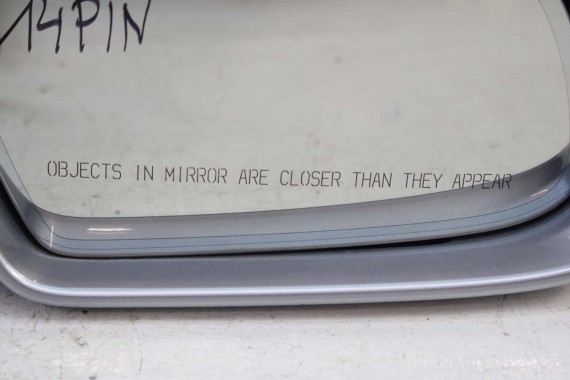 14PIN
OBJECTS IN MIRROR ARE CLOSER THAN THEY APPEAR